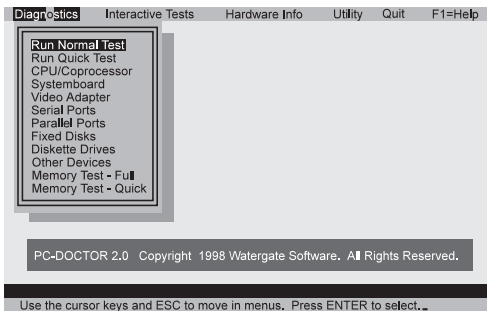 Diagnostics Interactive Tests Hardware Info Utility Quit F1=Help
Run Normal Test
Run Quick Test
CPU/Coprocessor
Systemboard
Video Adapter
Serial Ports
Parallel Ports
Fixed Disks
Diskette Drives
Other Devices
Memory Test - Full
Memory Test - Quick
PC-DOCTOR 2.0 Copyright 1998 Watergate Software. All Rights Reserved.
Use the cursor keys and ESC to move in menus. Press ENTER to select._